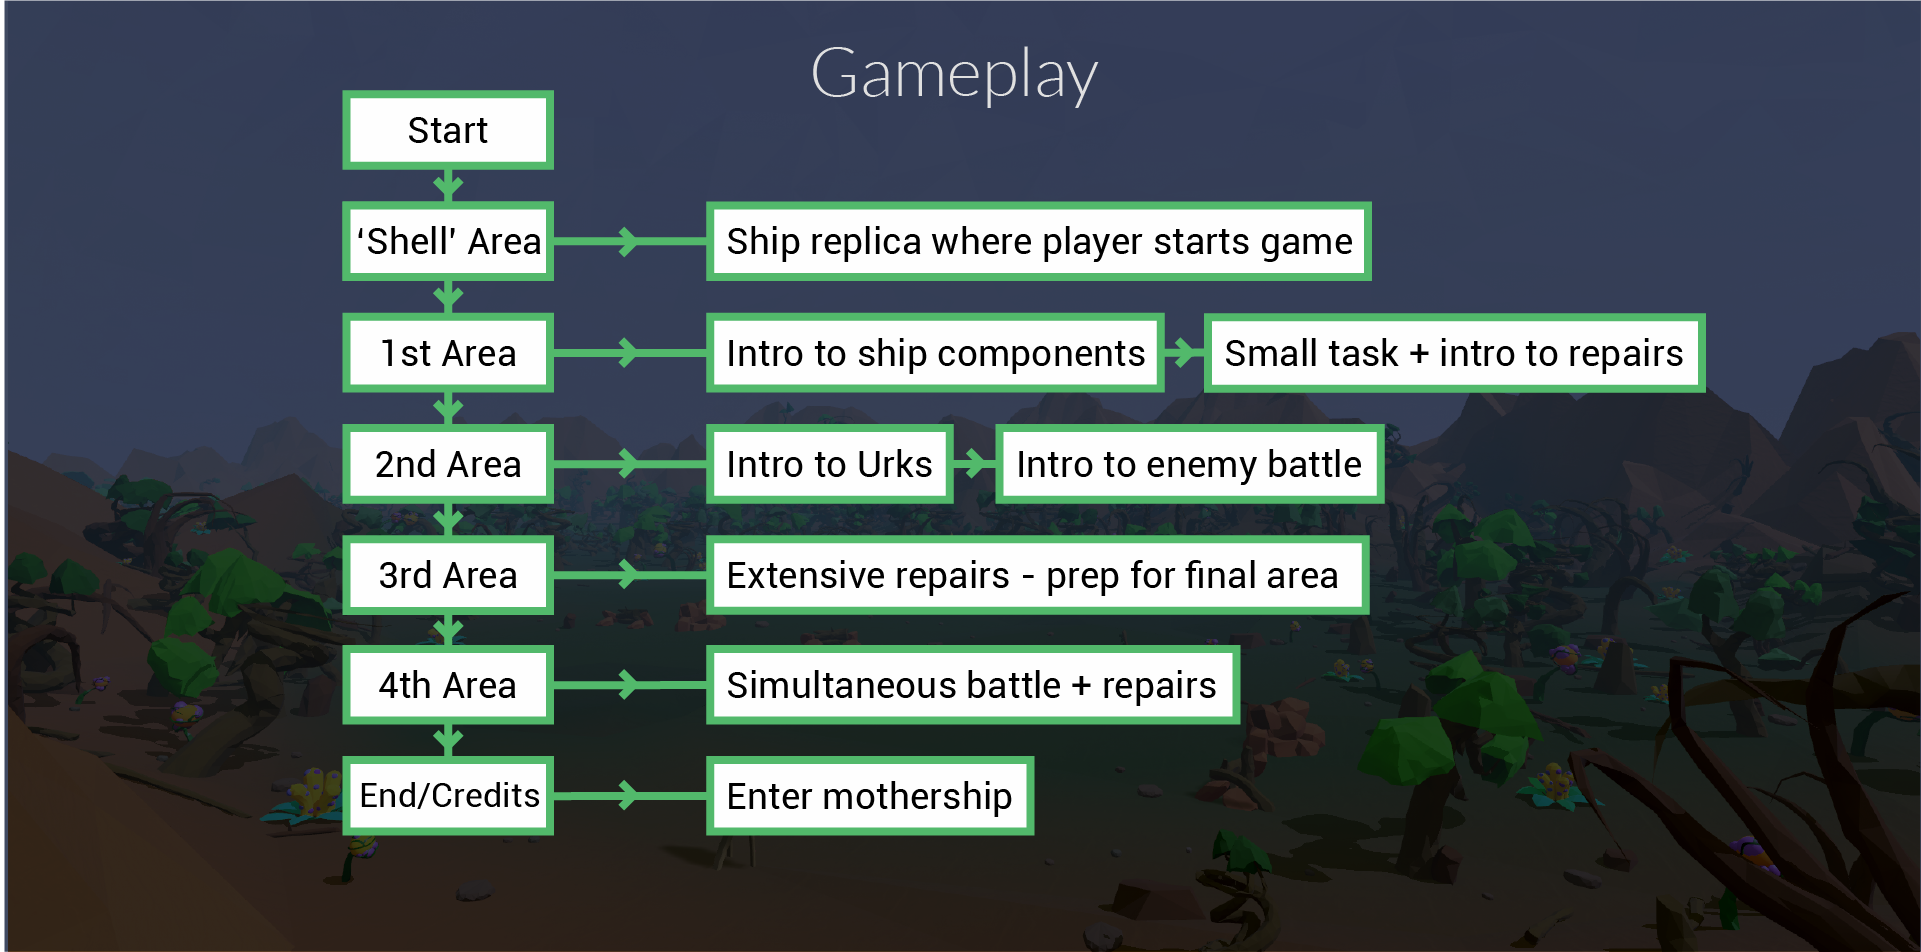 Gameplay
Start
‘Shell’ Area
Ship replica where player starts game
1st Area
Intro to ship components
Small task + intro to repairs
2nd Area
Intro to Urks
Intro to enemy battle
3rd Area
Extensive repairs - prep for final area
4th Area
Simultaneous battle + repairs
End/Credits
Enter mothership